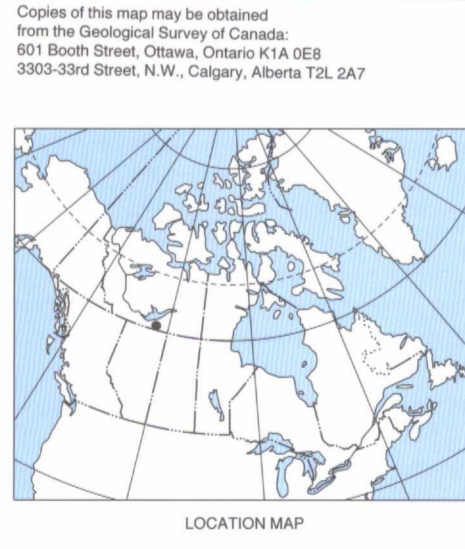 Copies of this map may be obtained
from the Geological Survey of Canada:
601 Booth Street, Ottawa, Ontario K1A 0E8
3303-33rd Street, N.W., Calgary, Alberta T2L 2A7
LOCATION MAP